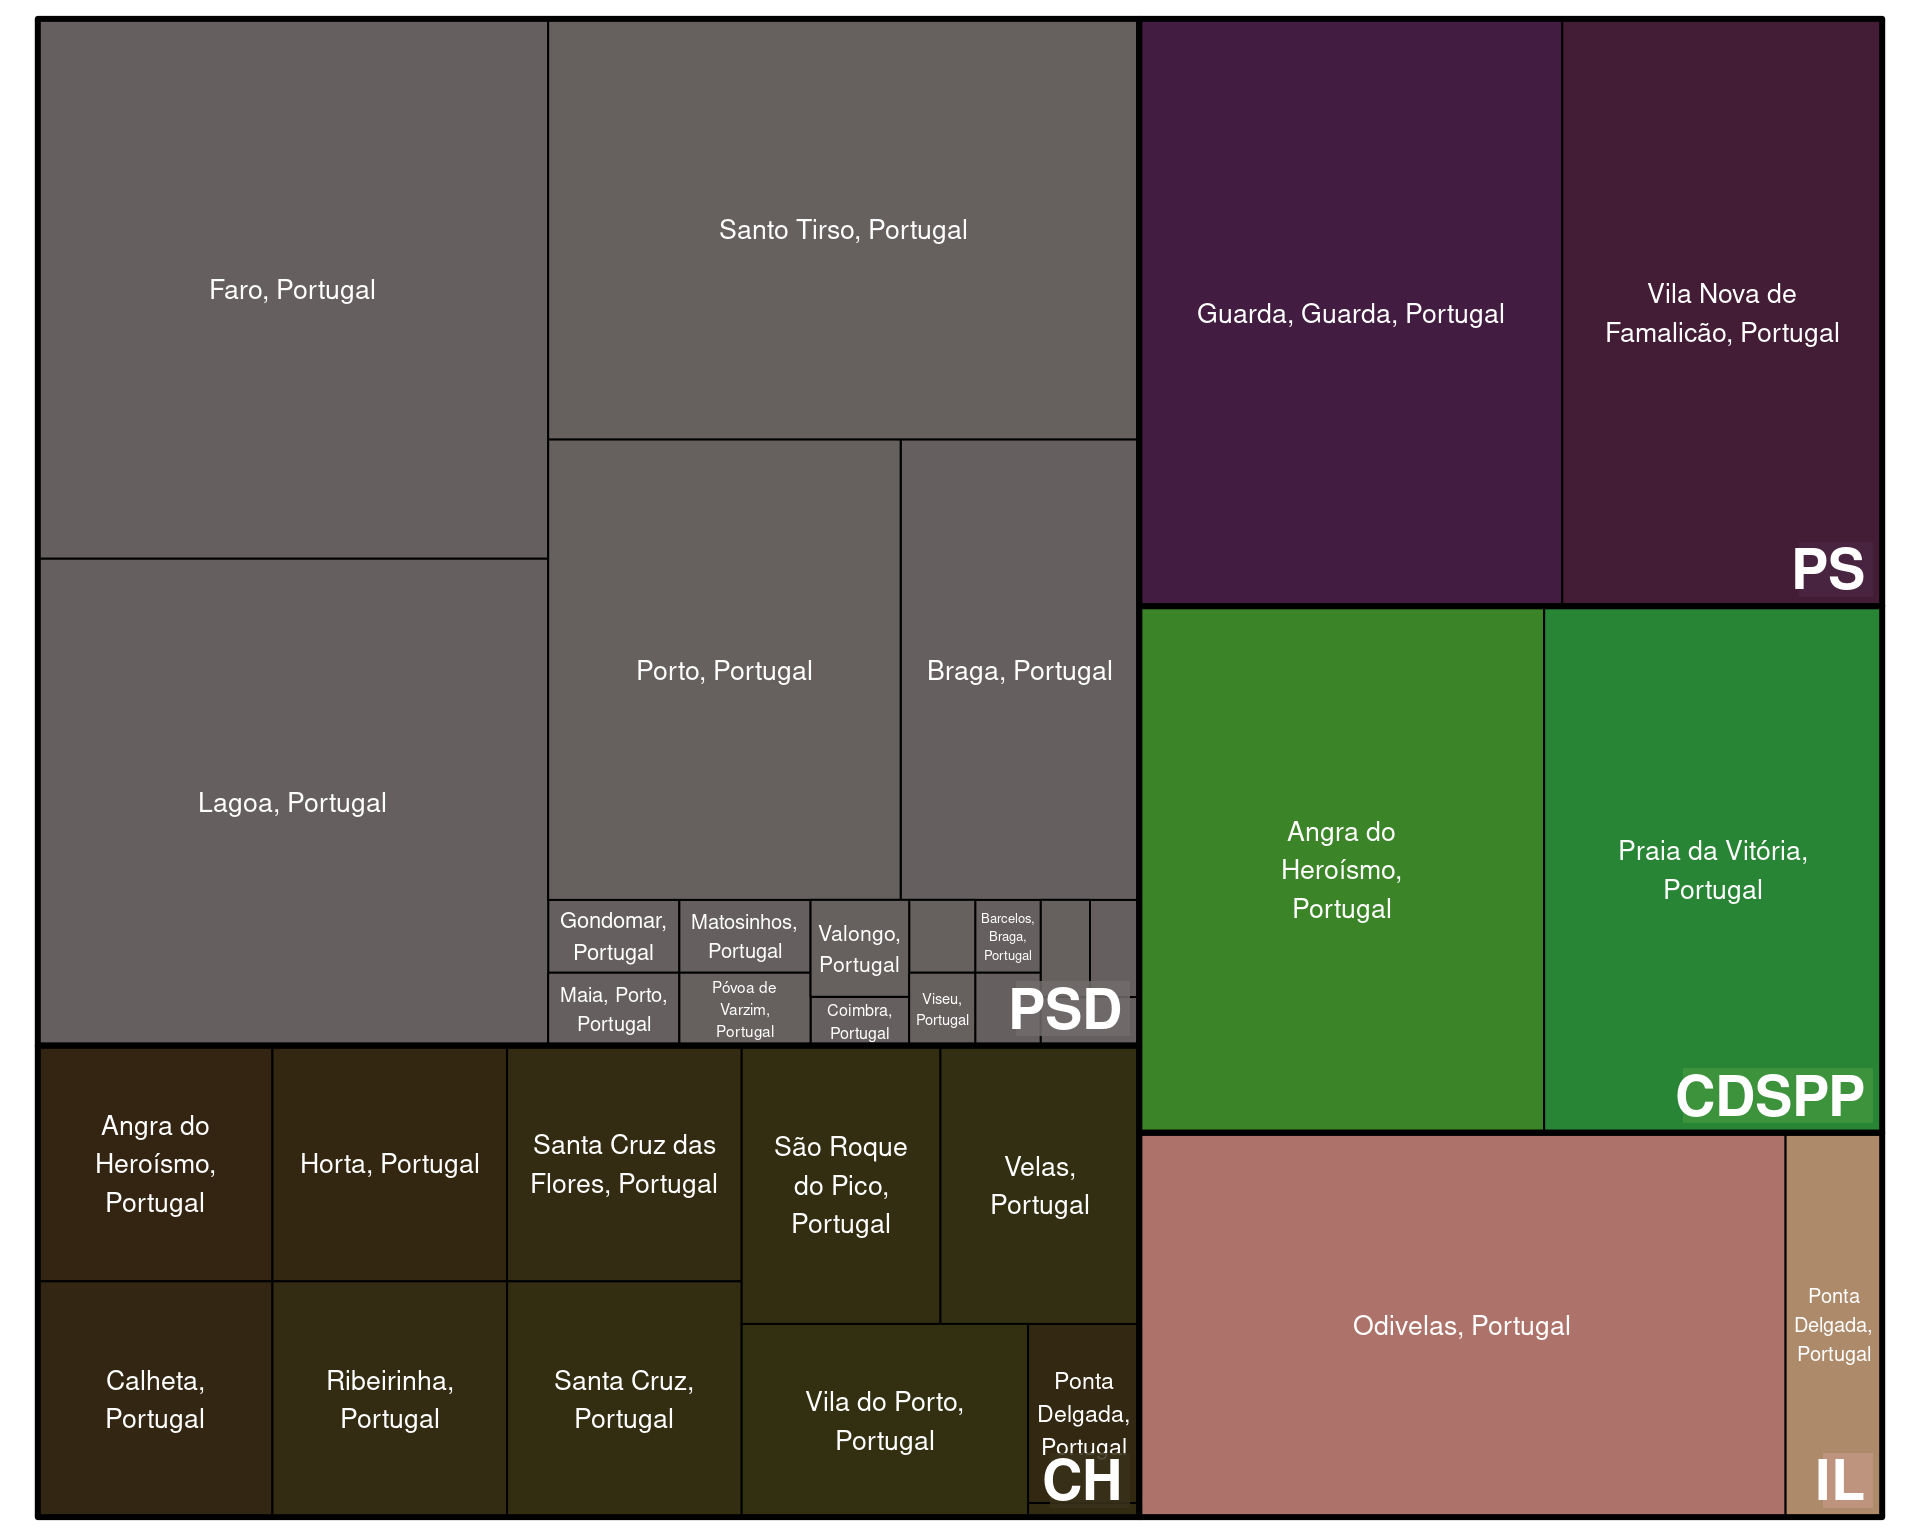 Faro, Portugal
Santo Tirso, Portugal
Lagoa, Portugal
Porto, Portugal
Braga, Portugal
Gondomar,
Portugal
Matosinhos,
Portugal
Valongo,
Portugal
Barcelos,
Braga,
Portugal
Maia, Porto,
Portugal
Póvoa de
Varzim,
Portugal
Coimbra,
Portugal
Viseu,
Portugal
PSD
Guarda, Guarda, Portugal
Vila Nova de
Famalicão, Portugal
PS
Angra do
Heroísmo,
Portugal
Praia da Vitória,
Portugal
CDSPP
Angra do
Heroísmo,
Portugal
Horta, Portugal
Santa Cruz das
Flores, Portugal
São Roque
do Pico,
Portugal
Velas,
Portugal
Calheta,
Portugal
Ribeirinha,
Portugal
Santa Cruz,
Portugal
Vila do Porto,
Portugal
Ponta
Delgada,
Portugal
CH
Odivelas, Portugal
Ponta
Delgada,
Portugal
IL